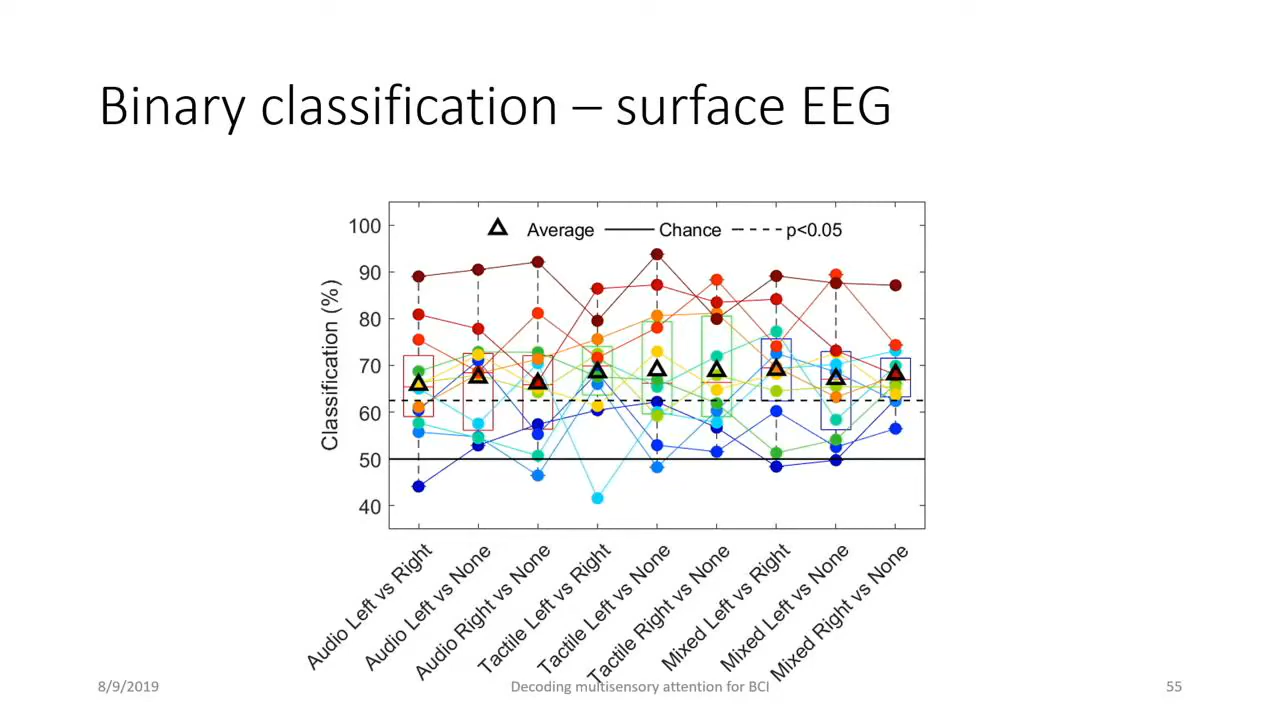 Binary classification – surface EEG
Average Chance p<0.05
100
90
80
70
60
50
40
Classification (%)
Audio Left vs Right
Audio Left vs None
Audio Right vs None
Tactile Left vs Right
Tactile Left vs None
Tactile Right vs None
Mixed Left vs Right
Mixed Left vs None
Mixed Right vs None
8/9/2019
Decoding multisensory attention for BCI
55